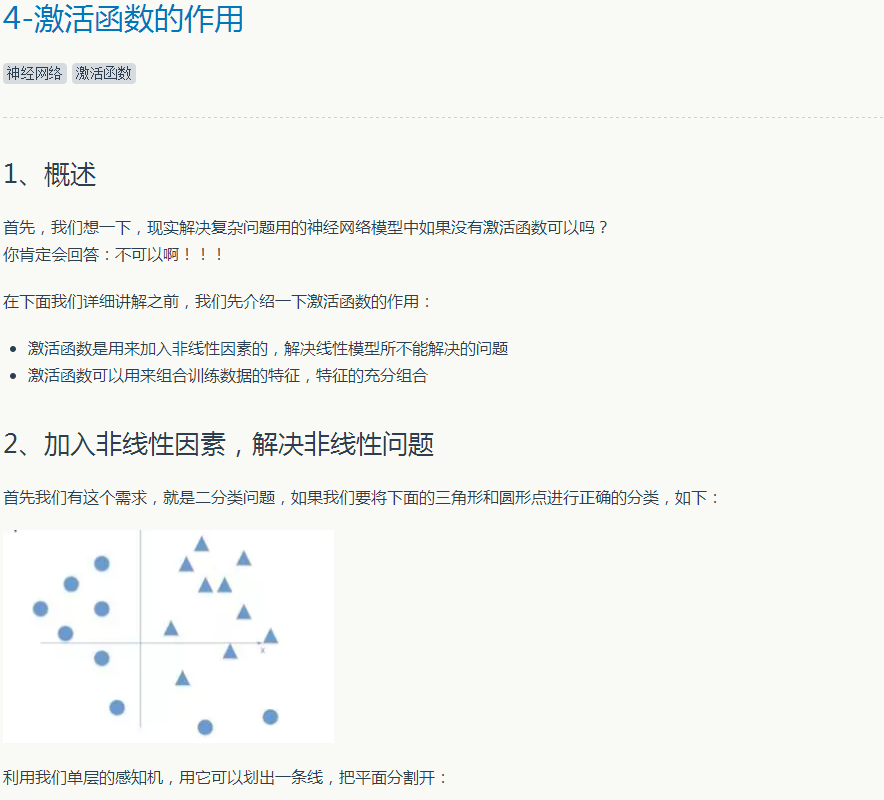 4-激活函数的作用
神经网络 激活函数
1、概述
首先，我们想一下，现实解决复杂问题用的神经网络模型中如果没有激活函数可以吗？
你肯定会回答：不可以啊！！！
在下面我们详细讲解之前，我们先介绍一下激活函数的作用：
激活函数是用来加入非线性因素的，解决线性模型所不能解决的问题
激活函数可以用来组合训练数据的特征，特征的充分组合
2、加入非线性因素，解决非线性问题
首先我们有这个需求，就是二分类问题，如果我们要将下面的三角形和圆形点进行正确的分类，如下：
x
利用我们单层的感知机，用它可以划出一条线，把平面分割开：